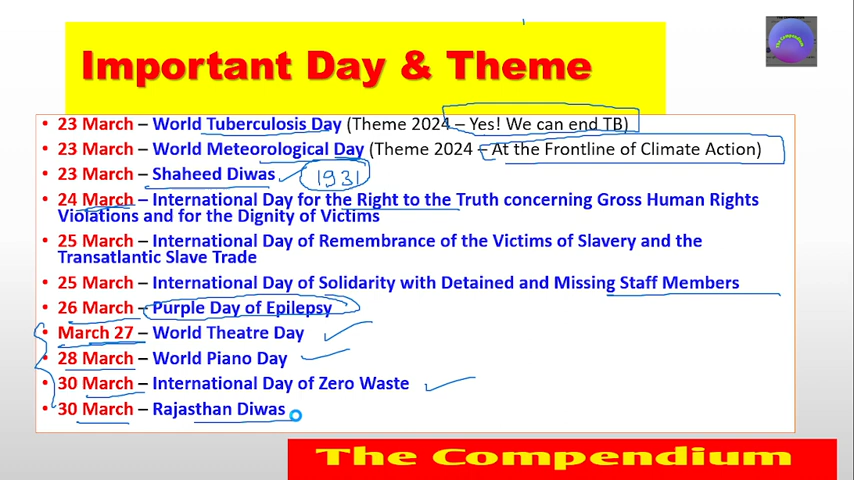 The Compendium
Important Day & Theme
• 23 March – World Tuberculosis Day (Theme 2024 – Yes! We can end TB)
• 23 March – World Meteorological Day (Theme 2024 – At the Frontline of Climate Action)
• 23 March – Shaheed Diwas 1931
• 24 March – International Day for the Right to the Truth concerning Gross Human Rights
Violations and for the Dignity of Victims
• 25 March – International Day of Remembrance of the Victims of Slavery and the
Transatlantic Slave Trade
• 25 March – International Day of Solidarity with Detained and Missing Staff Members
• 26 March – Purple Day of Epilepsy
• March 27 – World Theatre Day
• 28 March – World Piano Day
• 30 March – International Day of Zero Waste
• 30 March – Rajasthan Diwas
The Compendium